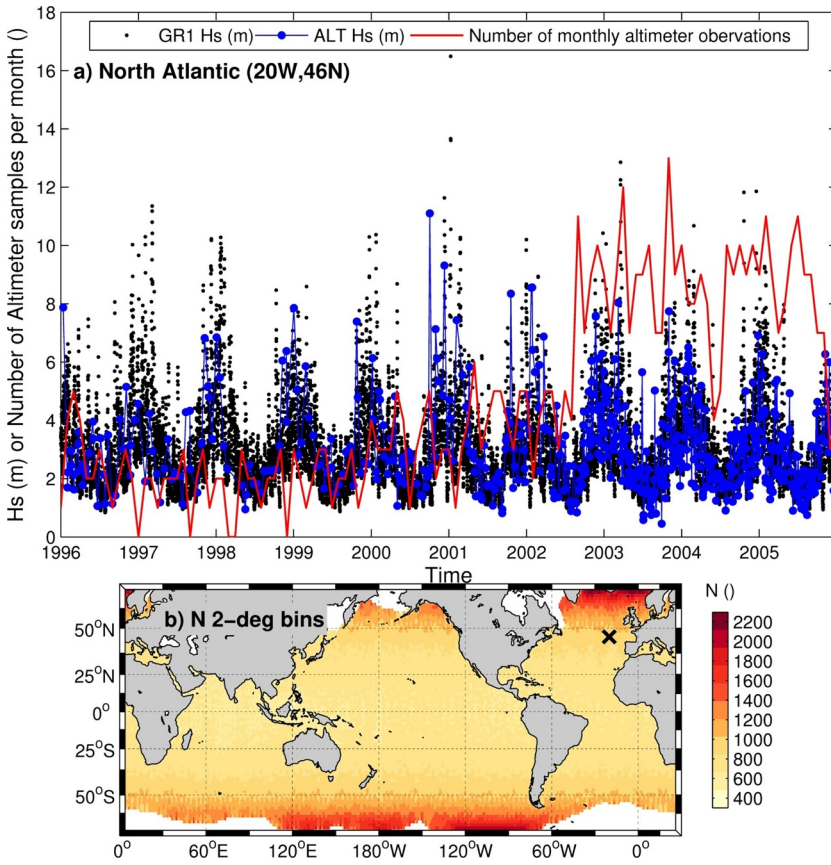 GR1 Hs (m) ALT Hs (m) Number of monthly altimeter obervations
a) North Atlantic (20W,46N)
Hs (m) or Number of Altimeter samples per month ()
18
16
14
12
10
8
6
4
2
0
1996 1997 1998 1999 2000 2001 2002 2003 2004 2005
Time
b) N 2-deg bins
N ()
50°N
25°N
0°
25°S
50°S
0° 60°E 120°E 180°W 120°W 60°W 0°
2200
2000
1800
1600
1400
1200
1000
800
600
400